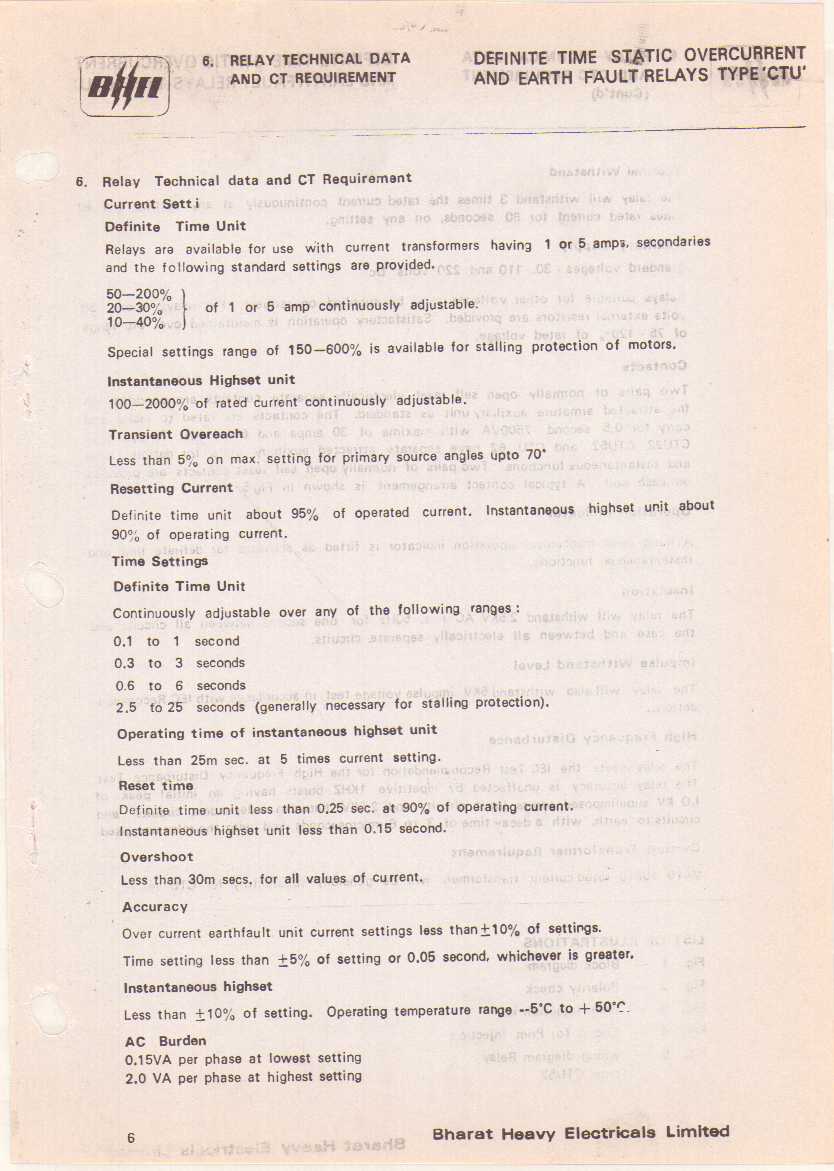 BHEL
6. RELAY TECHNICAL DATA
AND CT REQUIREMENT
DEFINITE TIME STATIC OVERCURRENT
AND EARTH FAULT RELAYS TYPE 'CTU'
6. Relay Technical data and CT Requirement
Current Setti
Definite Time Unit
Relays are available for use with current transformers having 1 or 5 amps, secondaries
and the following standard settings are provided.
50—200%
20—30% } of 1 or 5 amp continuously adjustable.
10—40%
Special settings range of 150—600% is available for stalling protection of motors.
Instantaneous Highset unit
100—2000% of rated current continuously adjustable.
Transient Overeach
Less than 5% on max. setting for primary source angles upto 70°
Resetting Current
Definite time unit about 95% of operated current. Instantaneous highset unit about
90% of operating current.
Time Settings
Definite Time Unit
Continuously adjustable over any of the following ranges :
0.1 to 1 second
0.3 to 3 seconds
0.6 to 6 seconds
2.5 to 25 seconds (generally necessary for stalling protection).
Operating time of instantaneous highset unit
Less than 25m sec. at 5 times current setting.
Reset time
Definite time unit less than 0.25 sec. at 90% of operating current.
Instantaneous highset unit less than 0.15 second.
Overshoot
Less than 30m secs. for all values of current.
Accuracy
Over current earthfault unit current settings less than ±10% of settings.
Time setting less than ±5% of setting or 0.05 second, whichever is greater.
Instantaneous highset
Less than ±10% of setting. Operating temperature range --5°C to + 50°C.
AC Burden
0.15VA per phase at lowest setting
2.0 VA per phase at highest setting
6
Bharat Heavy Electricals Limited